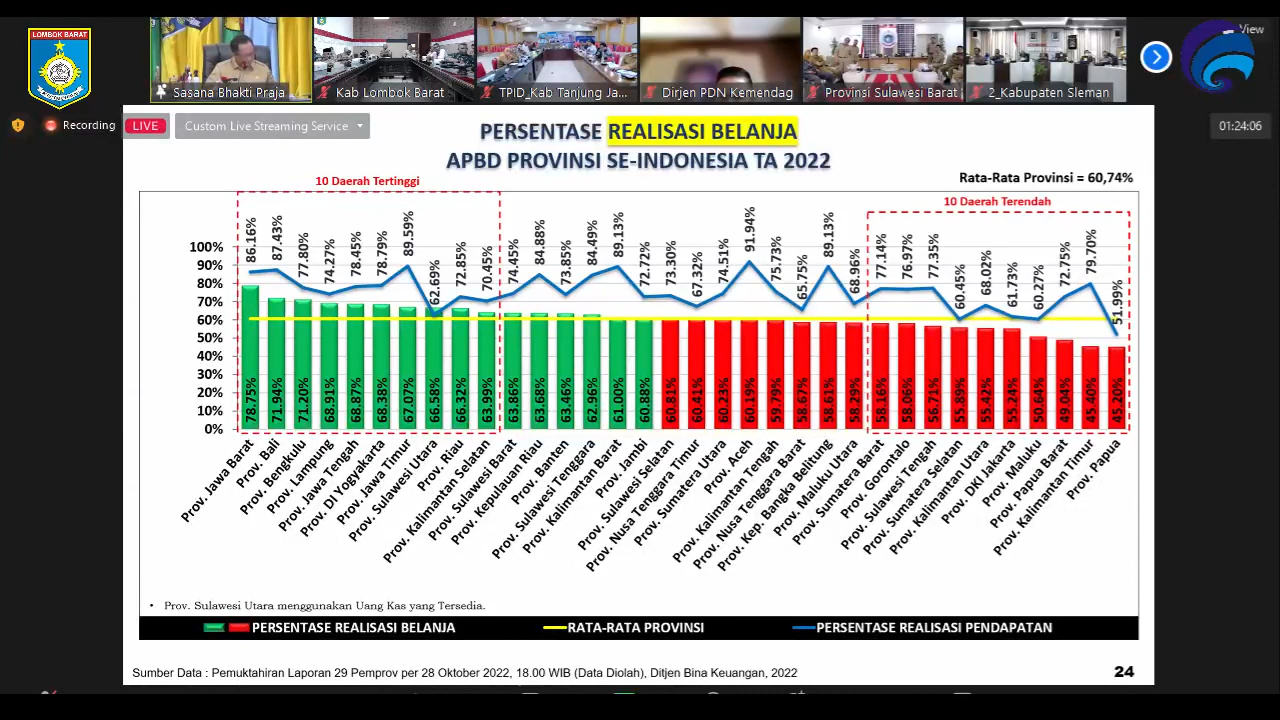 LOMBOK BARAT
Sasana Bhakti Praja
Kab Lombok Barat
TPID_Kab Tanjung Ja...
Dirjen PDN Kemendag
Provinsi Sulawesi Barat
2_Kabupaten Sleman
View
Recording
LIVE
Custom Live Streaming Service
01:24:06
PERSENTASE REALISASI BELANJA
APBD PROVINSI SE-INDONESIA TA 2022
Rata-Rata Provinsi = 60,74%
10 Daerah Tertinggi
10 Daerah Terendah
86.16% 87.43% 77.80% 74.27% 78.45% 78.79% 89.59% 62.69% 72.85% 70.45% 74.45% 84.88% 73.85% 84.49% 89.13% 72.72% 73.30% 67.32% 74.51% 91.94% 75.73% 65.75% 89.13% 68.96% 77.14% 76.97% 77.35% 60.45% 68.02% 61.73% 60.27% 72.75% 79.70% 51.99%
100%
90%
80%
70%
60%
50%
40%
30%
20%
10%
0%
78.75% 71.94% 71.20% 68.91% 68.87% 68.38% 67.07% 66.58% 66.32% 63.99% 63.86% 63.68% 63.46% 62.96% 61.00% 60.88% 60.81% 60.41% 60.23% 60.19% 59.79% 58.67% 58.61% 58.29% 58.16% 58.06% 56.71% 55.89% 55.42% 55.24% 50.64% 49.04% 45.40% 45.20%
Prov. Jawa Barat
Prov. Bali
Prov. Bengkulu
Prov. Lampung
Prov. Jawa Tengah
Prov. DI Yogyakarta
Prov. Jawa Timur
Prov. Sulawesi Utara
Prov. Riau
Prov. Kalimantan Selatan
Prov. Sulawesi Barat
Prov. Kepulauan Riau
Prov. Banten
Prov. Sulawesi Tenggara
Prov. Kalimantan Barat
Prov. Jambi
Prov. Sulawesi Selatan
Prov. Nusa Tenggara Timur
Prov. Sumatera Utara
Prov. Aceh
Prov. Kalimantan Tengah
Prov. Nusa Tenggara Barat
Prov. Kep. Bangka Belitung
Prov. Maluku Utara
Prov. Sumatera Barat
Prov. Gorontalo
Prov. Sulawesi Tengah
Prov. Sumatera Selatan
Prov. Kalimantan Utara
Prov. DKI Jakarta
Prov. Maluku
Prov. Papua Barat
Prov. Kalimantan Timur
Prov. Papua
• Prov. Sulawesi Utara menggunakan Uang Kas yang Tersedia.
PERSENTASE REALISASI BELANJA
RATA-RATA PROVINSI
PERSENTASE REALISASI PENDAPATAN
Sumber Data : Pemuktahiran Laporan 29 Pemprov per 28 Oktober 2022, 18.00 WIB (Data Diolah), Ditjen Bina Keuangan, 2022
24